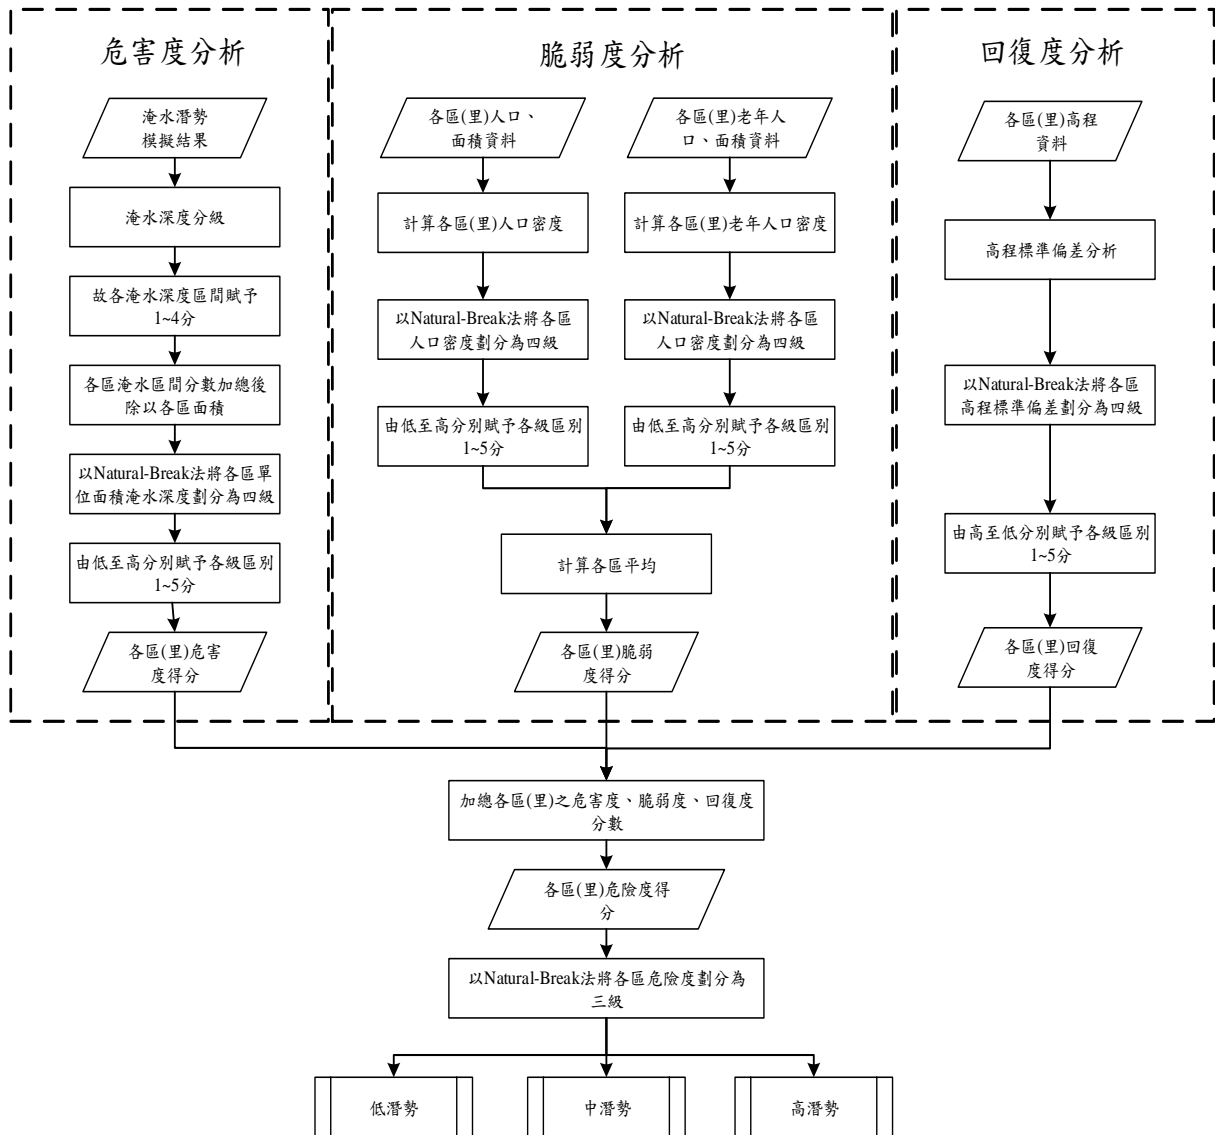 危害度分析
淹水潛勢
模擬結果
淹水深度分級
故各淹水深度區間賦予
1~4分
各區淹水區間分數加總後
除以各區面積
以Natural-Break法將各區單
位面積淹水深度劃分為四級
由低至高分別賦予各級區別
1~5分
各區(里)危害
度得分
脆弱度分析
各區(里)人口、
面積資料
計算各區(里)人口密度
以Natural-Break法將各區
人口密度劃分為四級
由低至高分別賦予各級區別
1~5分
各區(里)老年人
口、面積資料
計算各區(里)老年人口密度
以Natural-Break法將各區
人口密度劃分為四級
由低至高分別賦予各級區別
1~5分
計算各區平均
各區(里)脆弱
度得分
回復度分析
各區(里)高程
資料
高程標準偏差分析
以Natural-Break法將各區
高程標準偏差劃分為四級
由高至低分別賦予各級區別
1~5分
各區(里)回復
度得分
加總各區(里)之危害度、脆弱度、回復度
分數
各區(里)危險度得
分
以Natural-Break法將各區危險度劃分為
三級
低潛勢
中潛勢
高潛勢